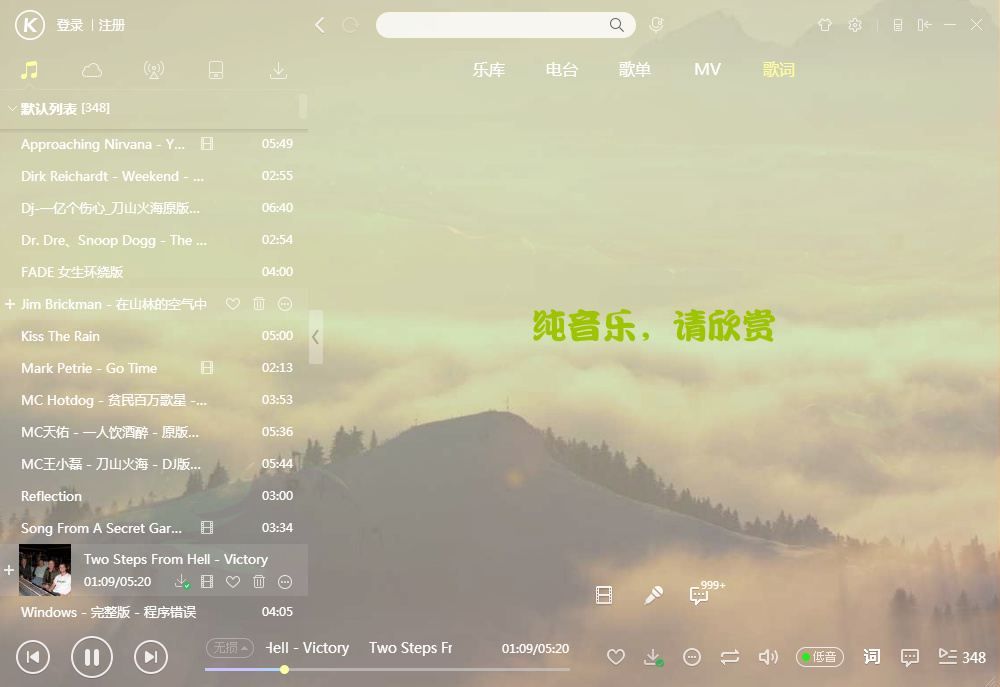 K 登录 | 注册
乐库 电台 歌单 MV 歌词
默认列表 [348]
Approaching Nirvana - Y... 05:49
Dirk Reichardt - Weekend - ... 02:55
Dj-一亿个伤心_刀山火海原版... 06:40
Dr. Dre、Snoop Dogg - The ... 02:54
FADE 女生环绕版 04:00
Jim Brickman - 在山林的空气中
Kiss The Rain 05:00
Mark Petrie - Go Time 02:13
MC Hotdog - 贫民百万歌星 -... 03:53
MC天佑 - 一人饮酒醉 - 原版... 05:36
MC王小磊 - 刀山火海 - DJ版... 05:44
Reflection 03:00
Song From A Secret Gar... 03:34
Two Steps From Hell - Victory
01:09/05:20
Windows - 完整版 - 程序错误 04:05
纯音乐，请欣赏
999+
无损 Hell - Victory Two Steps Fr 01:09/05:20
低音 词 348